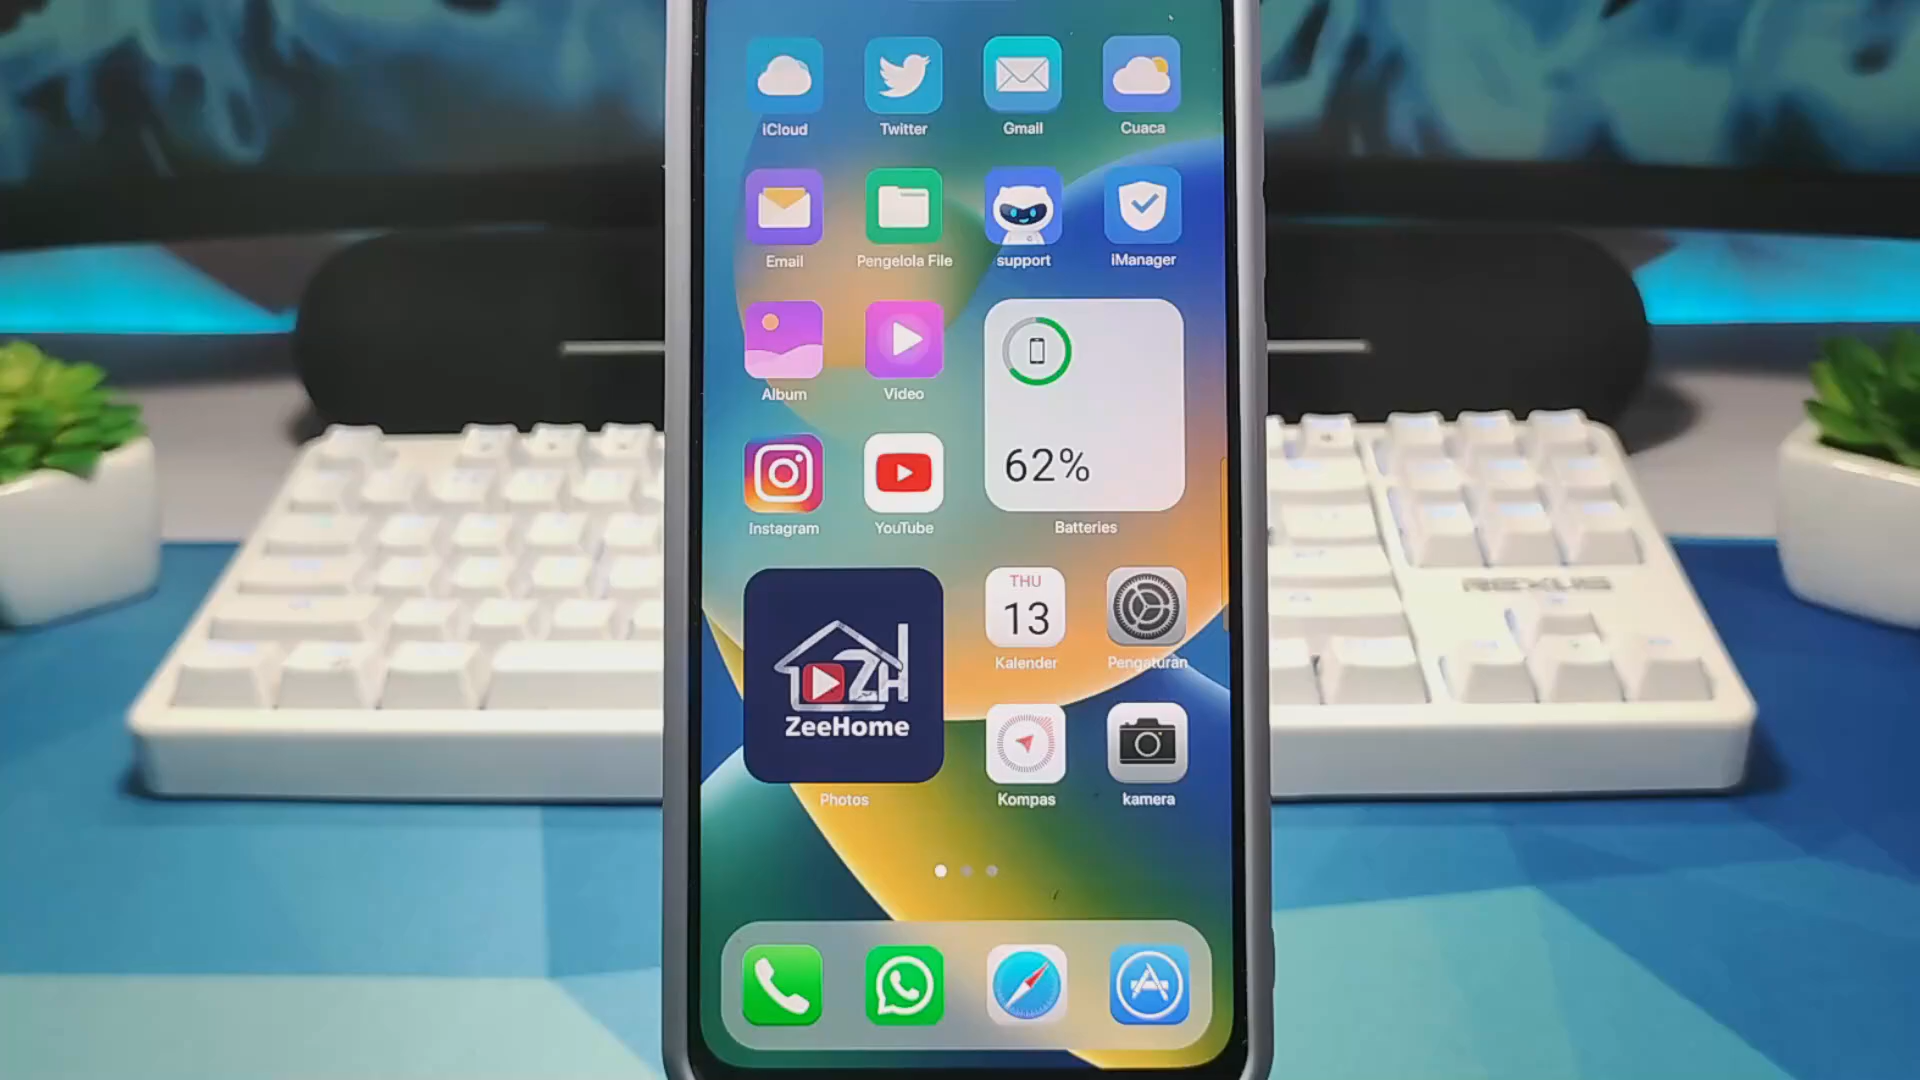 iCloud
Twitter
Gmail
Cuaca
Email
Pengelola File
support
iManager
Album
Video
62%
Instagram
YouTube
Batteries
THU
13
Kalender
Pengaturan
ZH
ZeeHome
Photos
Kompas
kamera
REXUS